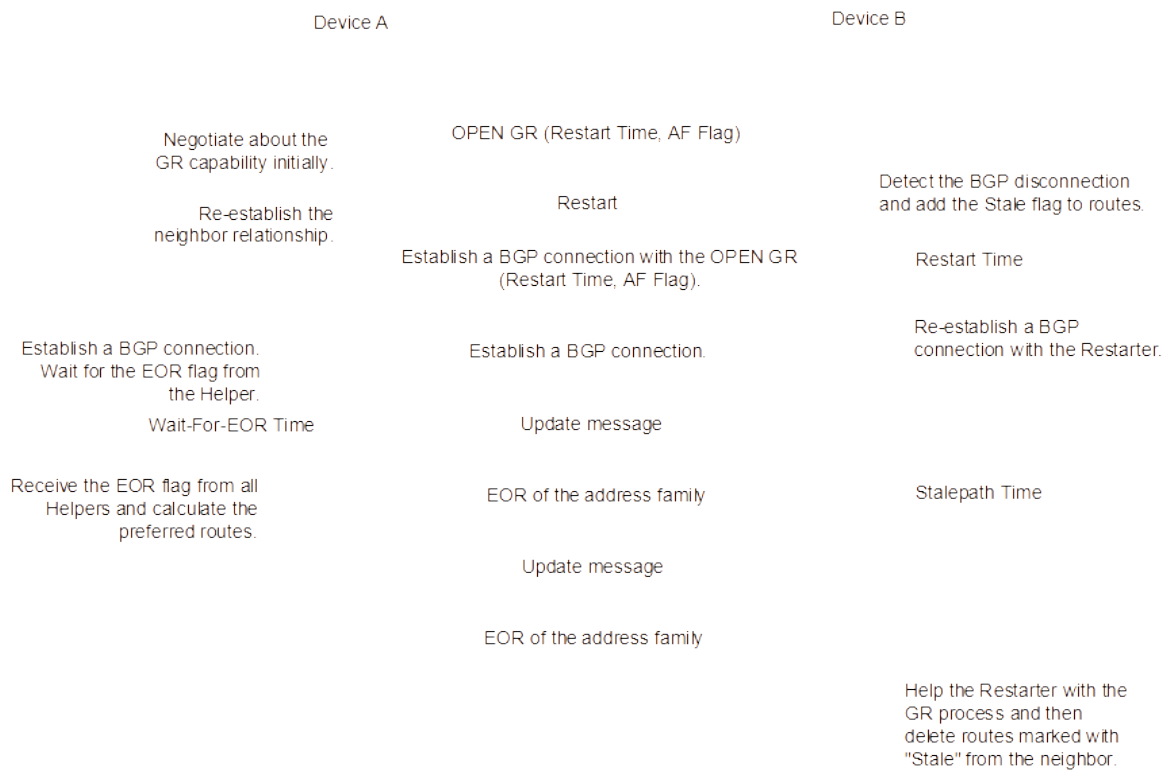 Device A
Device B
Negotiate about the
GR capability initially.
OPEN GR (Restart Time, AF Flag)
Detect the BGP disconnection
and add the Stale flag to routes.
Re-establish the
neighbor relationship.
Restart
Establish a BGP connection with the OPEN GR
(Restart Time, AF Flag).
Restart Time
Re-establish a BGP
connection with the Restarter.
Establish a BGP connection.
Wait for the EOR flag from
the Helper.
Establish a BGP connection.
Wait-For-EOR Time
Update message
Receive the EOR flag from all
Helpers and calculate the
preferred routes.
EOR of the address family
Stalepath Time
Update message
EOR of the address family
Help the Restarter with the
GR process and then
delete routes marked with
"Stale" from the neighbor.